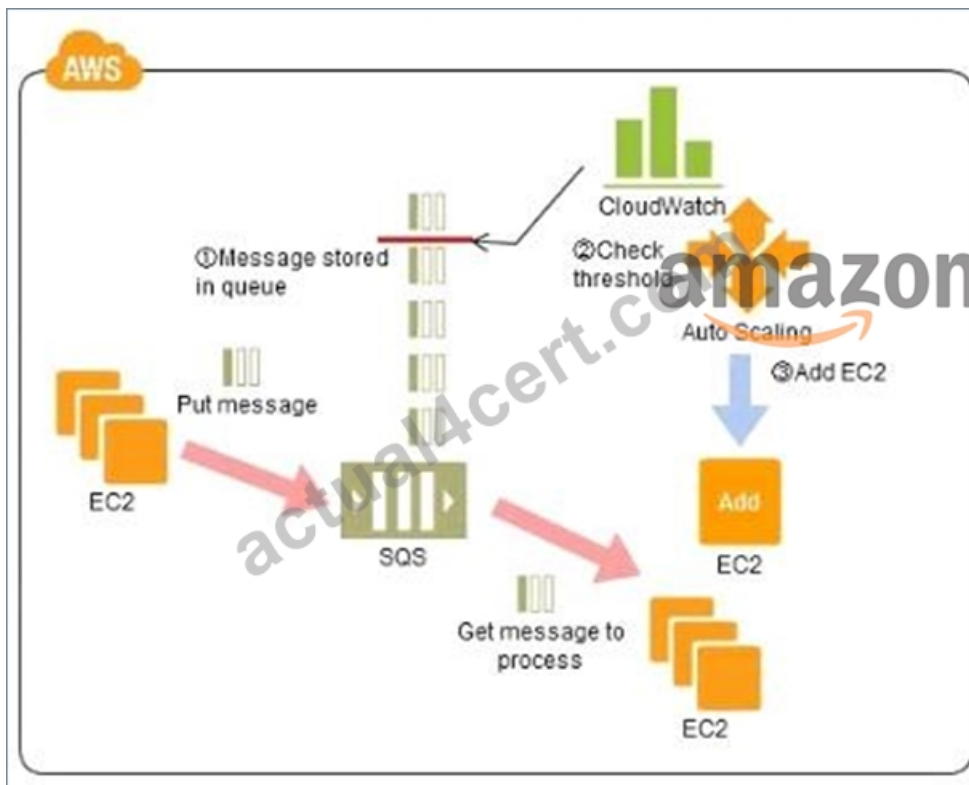 AWS
CloudWatch
①Message stored
in queue
②Check
threshold
amazon
Auto Scaling
③Add EC2
Put message
EC2
SQS
Add
EC2
Get message to
process
EC2
actual4cert.com